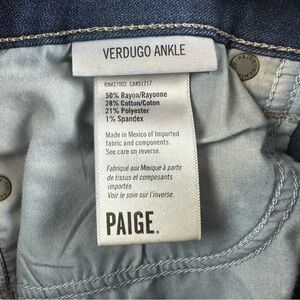 VERDUGO ANKLE
RN#27002 CA#51217
50% Rayon/Rayonne
28% Cotton/Coton
21% Polyester
1% Spandex
Made in Mexico of Imported
fabric and components.
See care on reverse.
Fabriqué aux Mexique à partir
de tissus et composants
importés
Voir le soin sur l'inverse.
PAIGE.